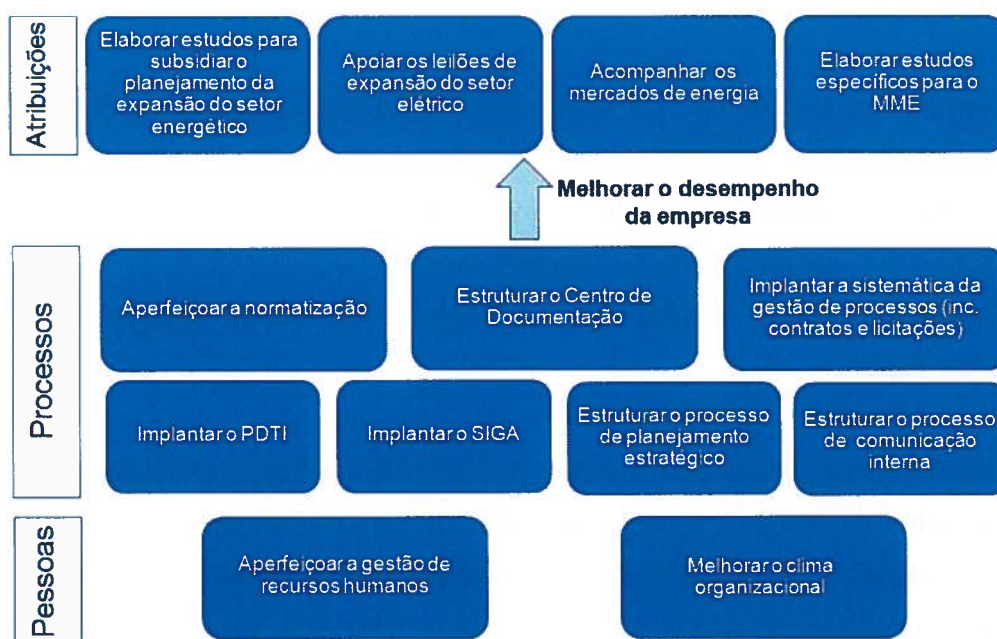 Atribuições
Elaborar estudos para
subsidiar o
planejamento da
expansão do setor
energético
Apoiar os leilões de
expansão do setor
elétrico
Acompanhar os
mercados de energia
Elaborar estudos
específicos para o
MME
Melhorar o desempenho
da empresa
Processos
Aperfeiçoar a normatização
Estruturar o Centro de
Documentação
Implantar a sistemática da
gestão de processos (inc.
contratos e licitações)
Implantar o PDTI
Implantar o SIGA
Estruturar o processo
de planejamento
estratégico
Estruturar o processo
de comunicação
interna
Pessoas
Aperfeiçoar a gestão de
recursos humanos
Melhorar o clima
organizacional